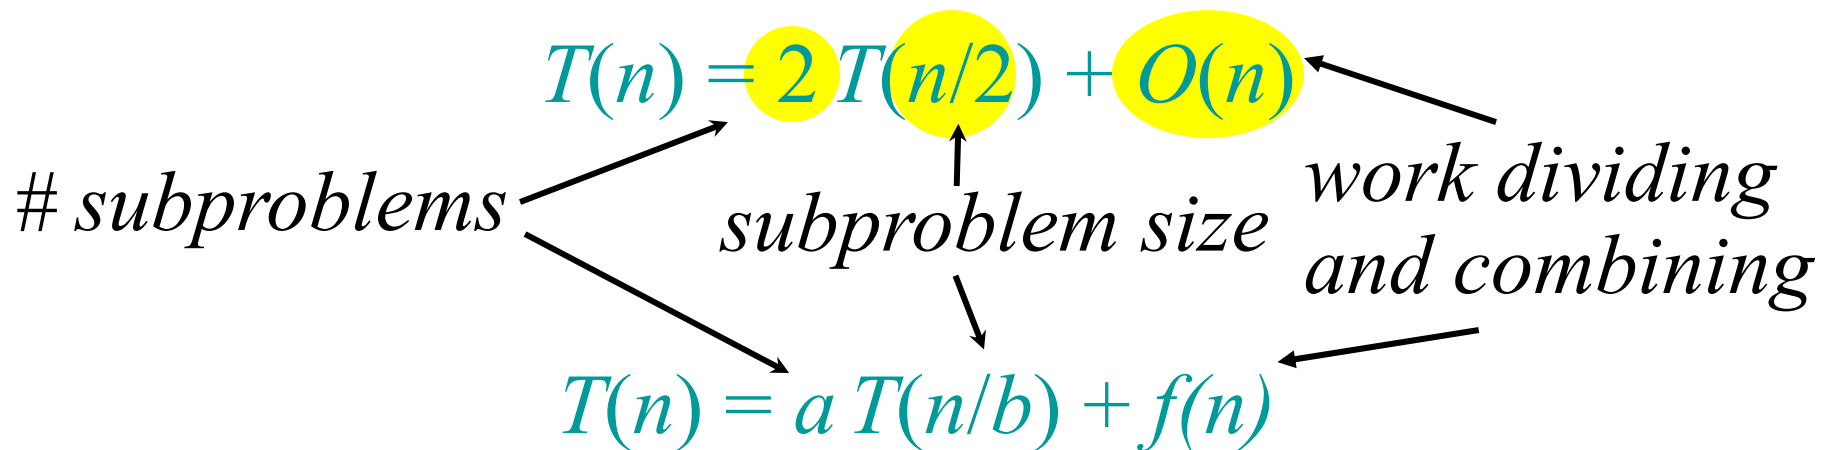 T(n) = 2 T(n/2) + O(n)
# subproblems
subproblem size
work dividing
and combining
T(n) = a T(n/b) + f(n)